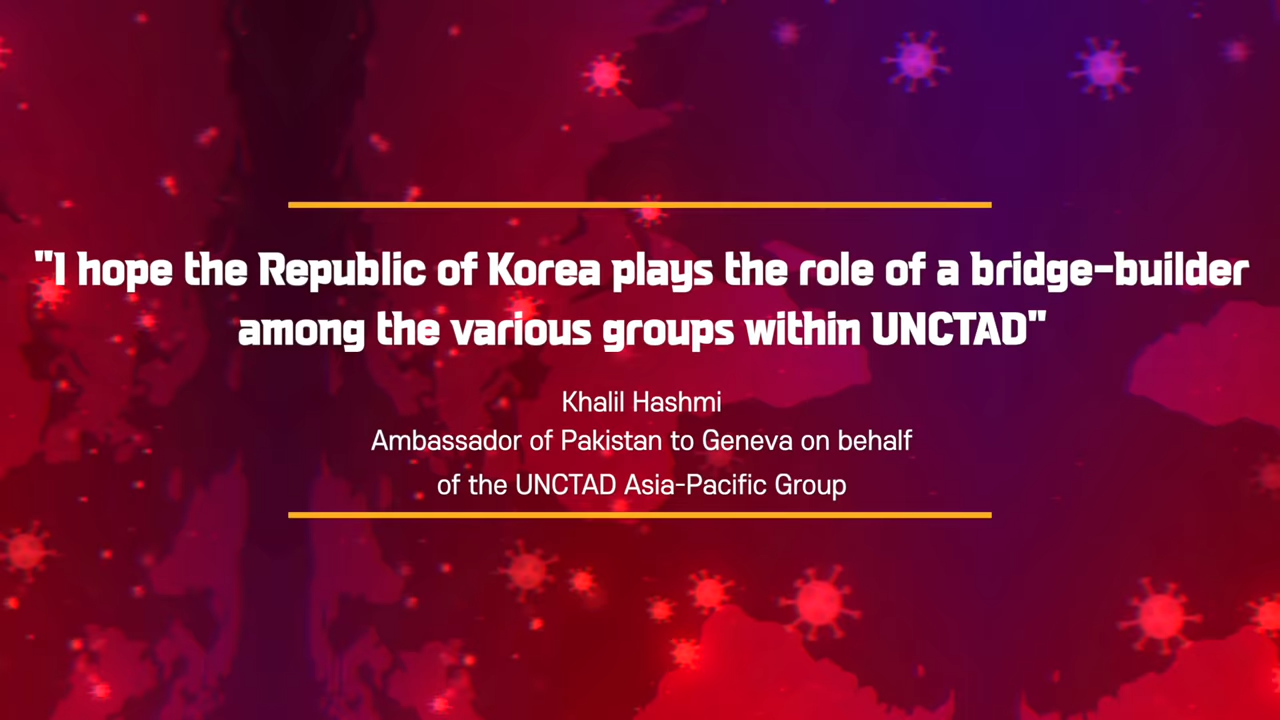 "I hope the Republic of Korea plays the role of a bridge-builder
among the various groups within UNCTAD"
Khalil Hashmi
Ambassador of Pakistan to Geneva on behalf
of the UNCTAD Asia-Pacific Group